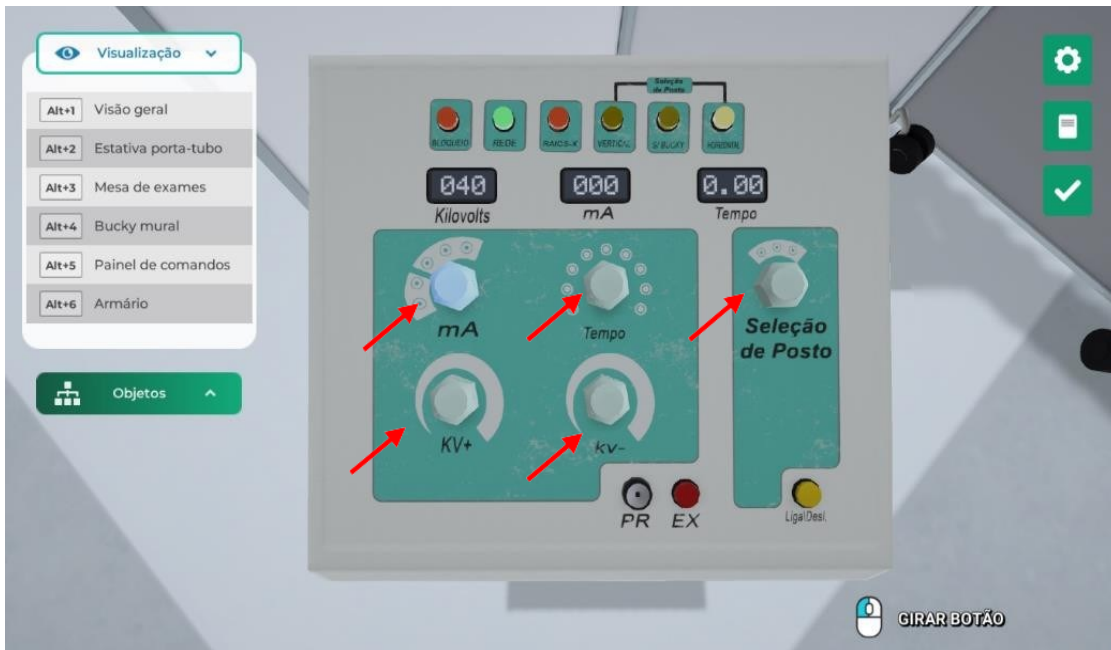 Visualização
Alt+1 Visão geral
Alt+2 Estativa porta-tubo
Alt+3 Mesa de exames
Alt+4 Bucky mural
Alt+5 Painel de comandos
Alt+6 Armário
Objetos
Seleção
de Posto
BLOQUEIO REDE RAIOS-X VERTICAL S/ BUCKY HORIZONTAL
040 000 0.00
Kilovolts mA Tempo
mA Tempo Seleção
de Posto
KV+ kv-
PR EX Liga\Desl.
GIRAR BOTÃO